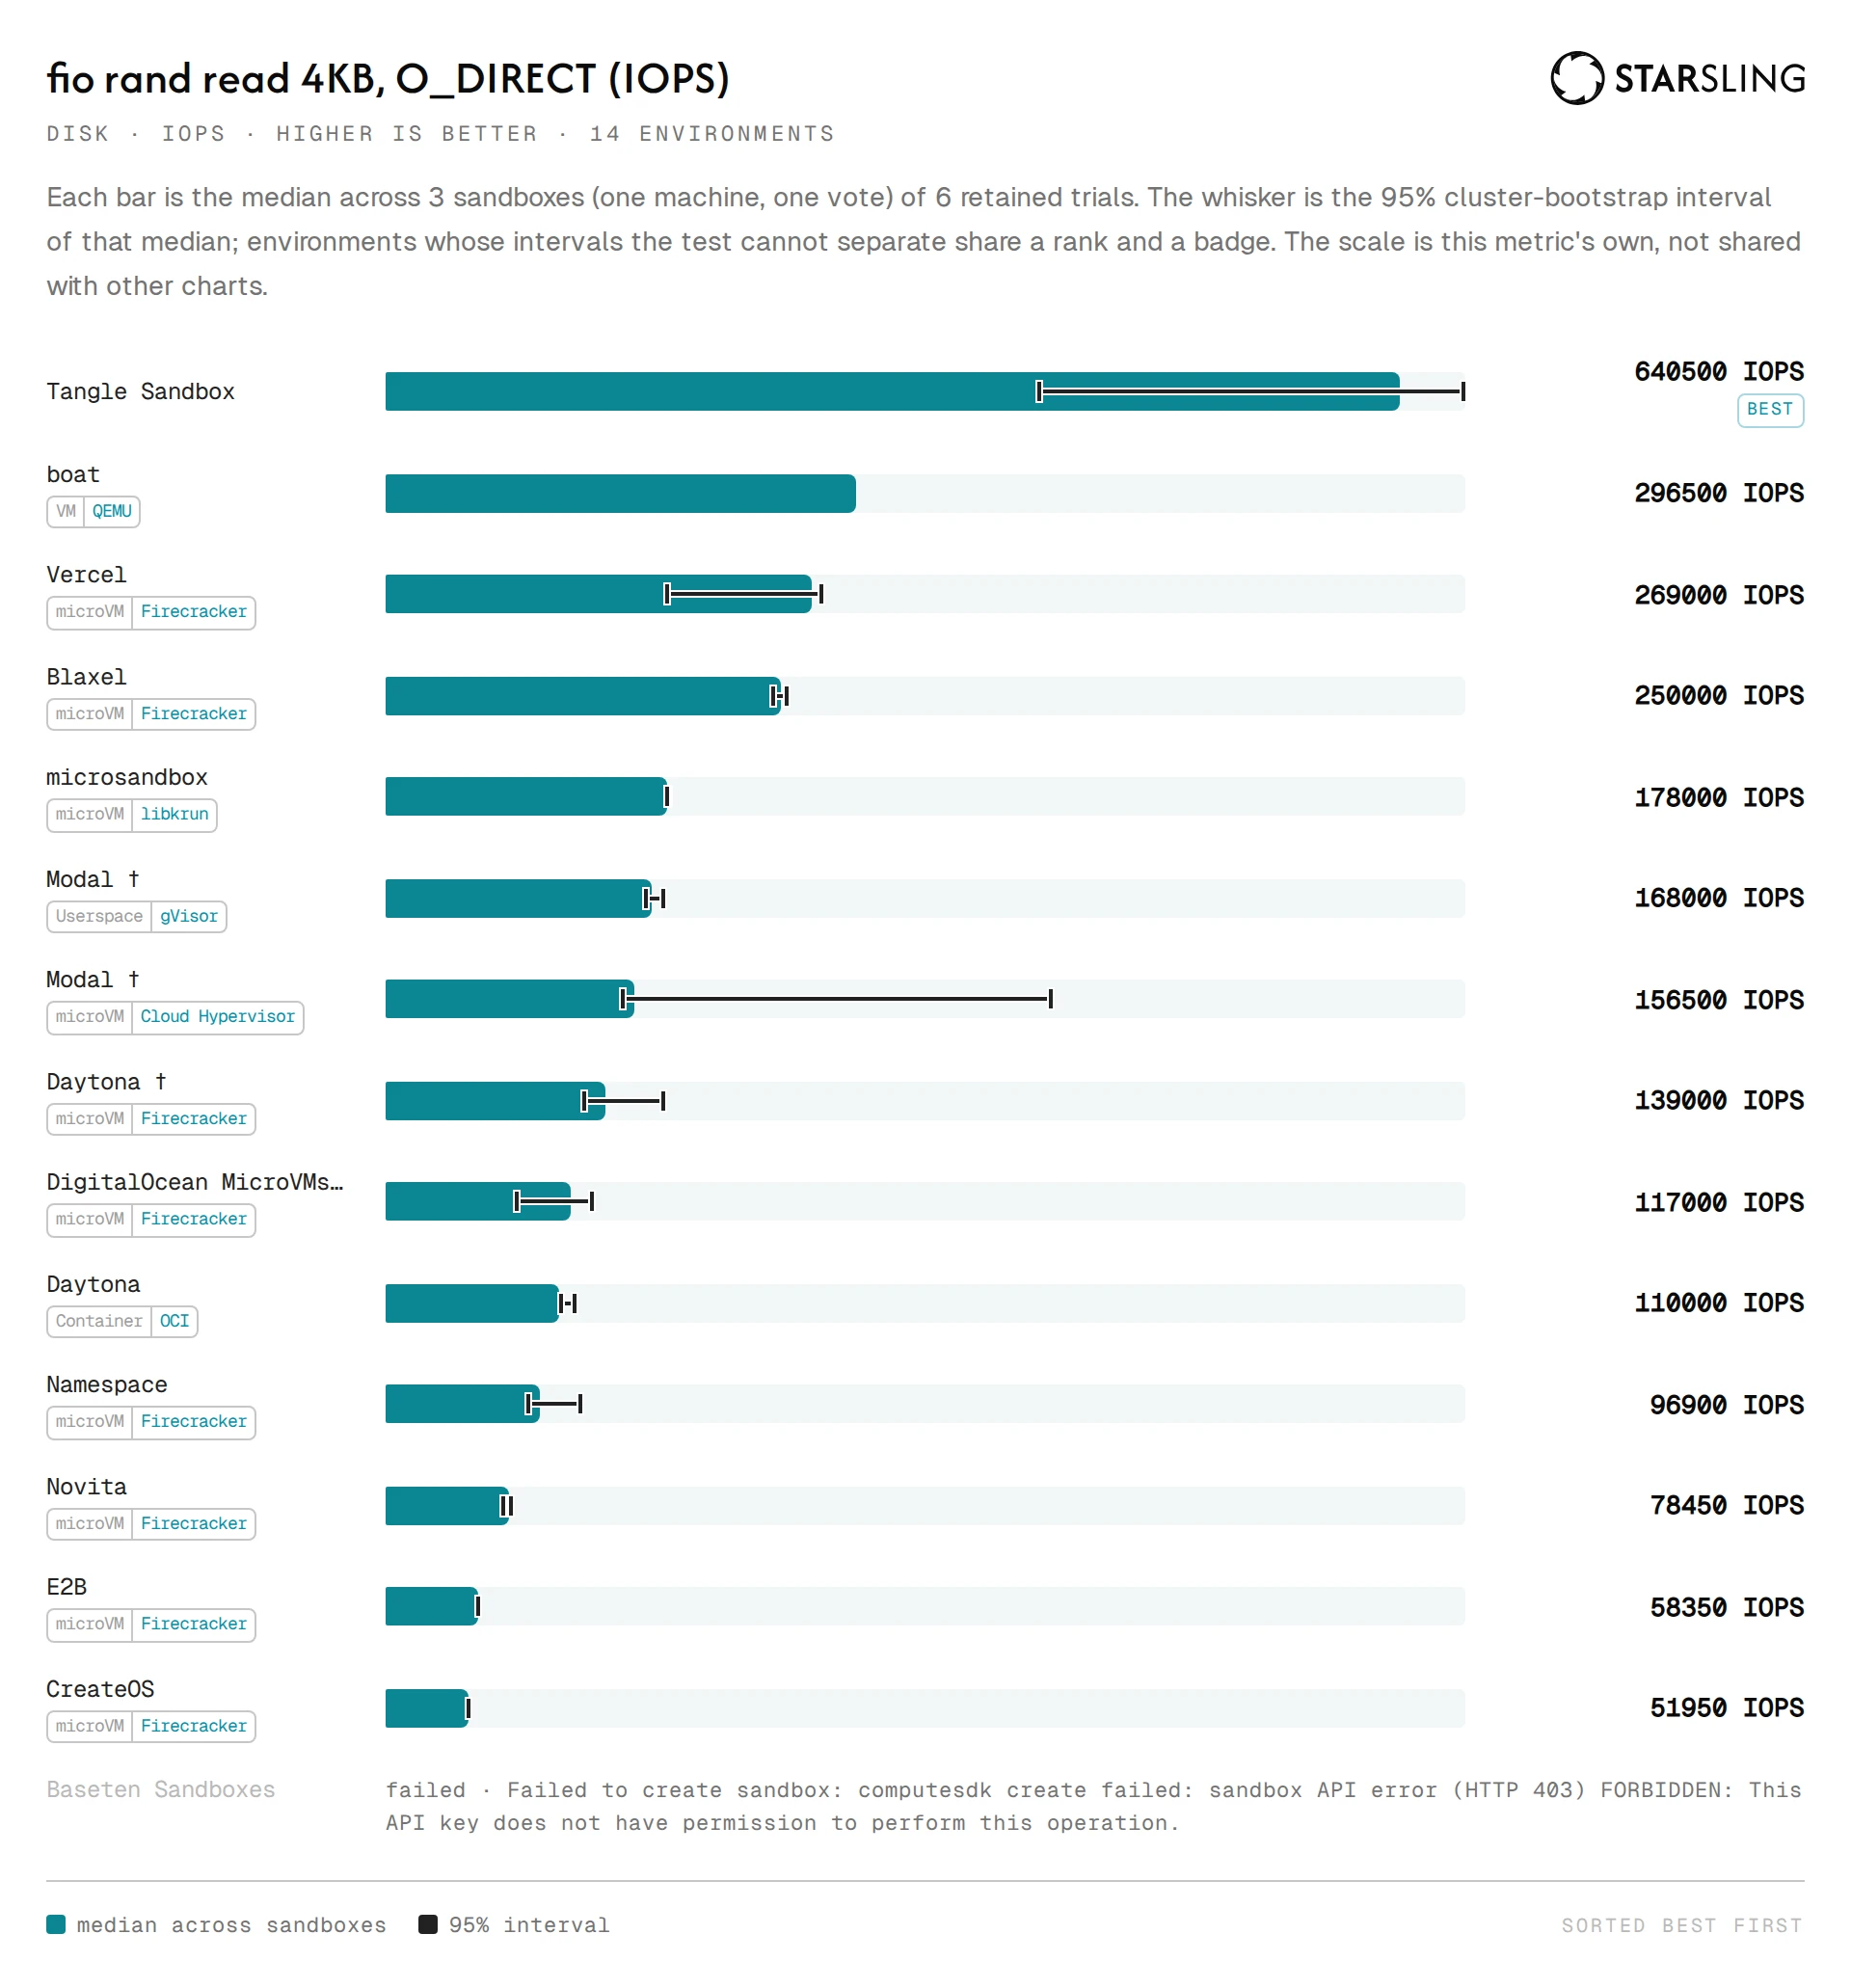 fio rand read 4KB, O_DIRECT (IOPS)
STARSLING
DISK · IOPS · HIGHER IS BETTER · 14 ENVIRONMENTS
Each bar is the median across 3 sandboxes (one machine, one vote) of 6 retained trials. The whisker is the 95% cluster-bootstrap interval
of that median; environments whose intervals the test cannot separate share a rank and a badge. The scale is this metric's own, not shared
with other charts.
Tangle Sandbox
640500 IOPS
BEST
boat
VM QEMU
296500 IOPS
Vercel
microVM Firecracker
269000 IOPS
Blaxel
microVM Firecracker
250000 IOPS
microsandbox
microVM libkrun
178000 IOPS
Modal †
Userspace gVisor
168000 IOPS
Modal †
microVM Cloud Hypervisor
156500 IOPS
Daytona †
microVM Firecracker
139000 IOPS
DigitalOcean MicroVMs…
microVM Firecracker
117000 IOPS
Daytona
Container OCI
110000 IOPS
Namespace
microVM Firecracker
96900 IOPS
Novita
microVM Firecracker
78450 IOPS
E2B
microVM Firecracker
58350 IOPS
CreateOS
microVM Firecracker
51950 IOPS
Baseten Sandboxes
failed · Failed to create sandbox: computesdk create failed: sandbox API error (HTTP 403) FORBIDDEN: This
API key does not have permission to perform this operation.
median across sandboxes
95% interval
SORTED BEST FIRST